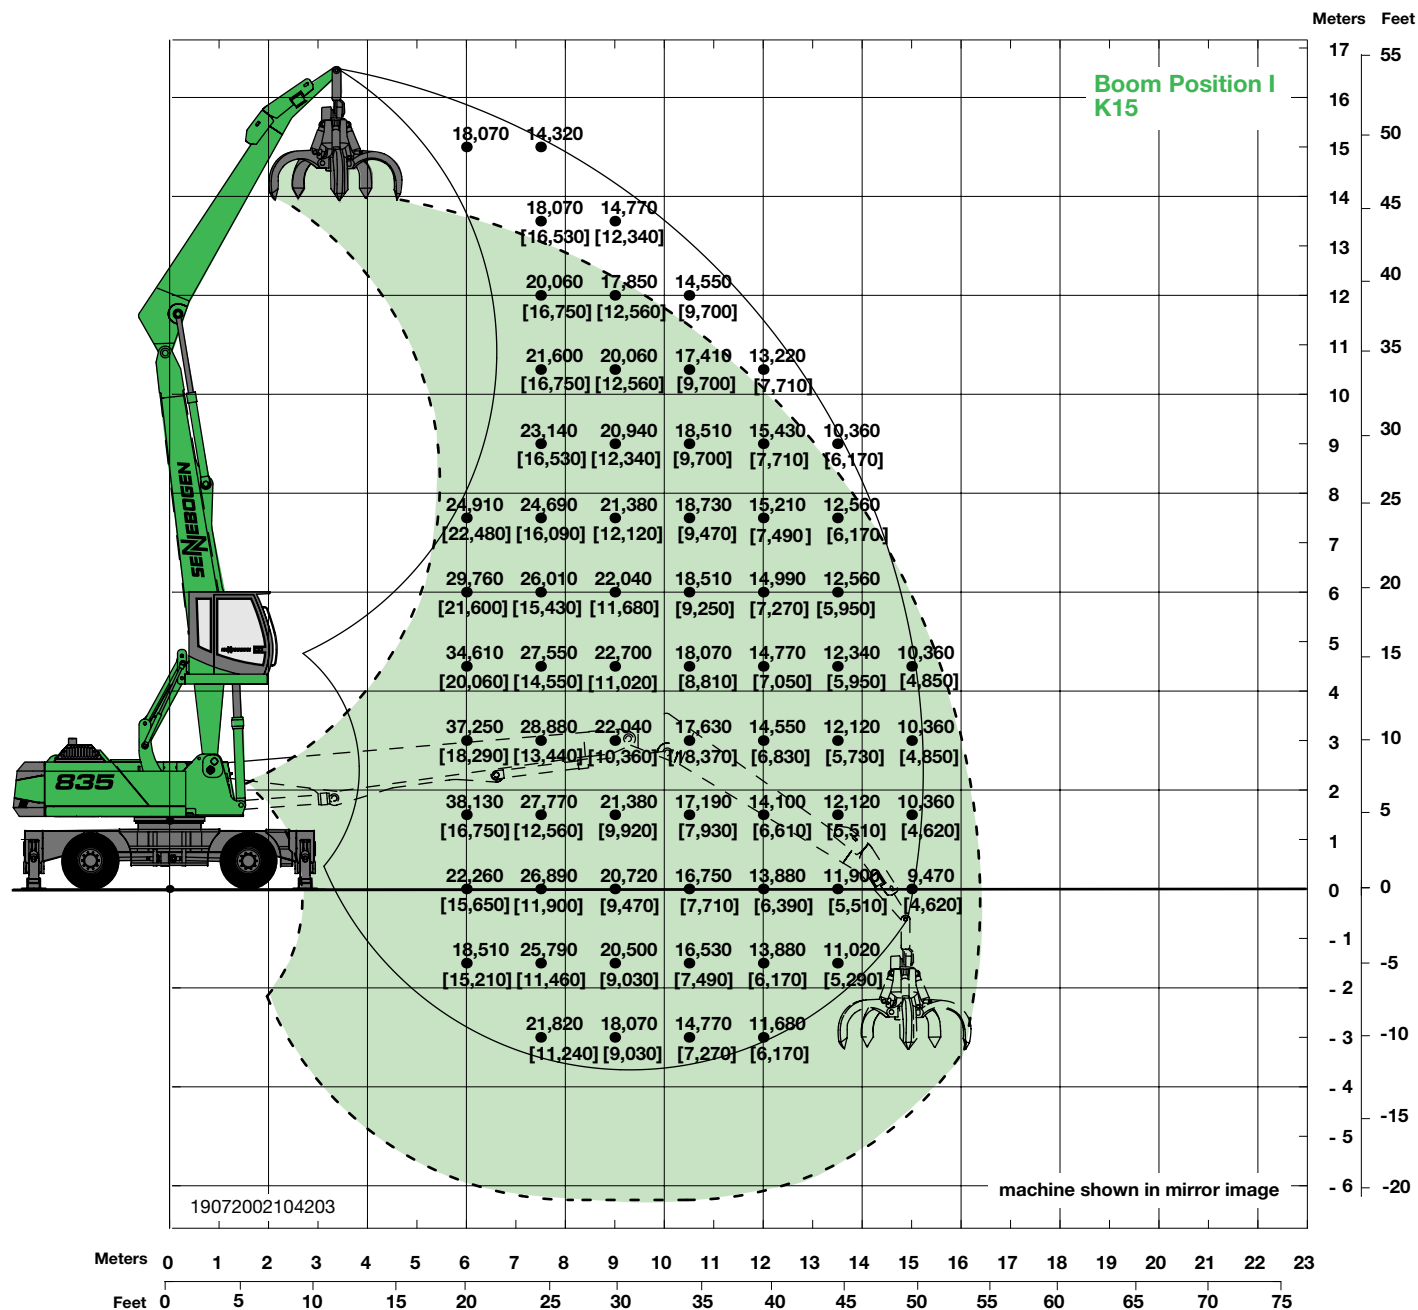 Meters Feet
17 55
Boom Position I
K15
16
18,070 14,320
50
15
14 45
18,070 14,770
[16,530] [12,340]
13
20,060 17,850 14,550
40
12
[16,750] [12,560] [9,700]
21,600 20,060 17,410 13,220
11 35
[16,750] [12,560] [9,700] [7,710]
10
23,140 20,940 18,510 15,430 10,360
30
9
[16,530] [12,340] [9,700] [7,710] [6,170]
8 25
24,910 24,690 21,380 18,730 15,210 12,560
[22,480] [16,090] [12,120] [9,470] [7,490] [6,170]
7
SENNEBOGEN
29,760 26,010 22,040 18,510 14,990 12,560
20
6
[21,600] [15,430] [11,680] [9,250] [7,270] [5,950]
5 15
34,610 27,550 22,700 18,070 14,770 12,340 10,360
[20,060] [14,550] [11,020] [8,810] [7,050] [5,950] [4,850]
4
37,250 28,880 22,040 17,630 14,550 12,120 10,360
3 10
[18,290] [13,440] [10,360] [8,370] [6,830] [5,730] [4,850]
835
2 5
38,130 27,770 21,380 17,190 14,100 12,120 10,360
[16,750] [12,560] [9,920] [7,930] [6,610] [5,510] [4,620]
1
22,260 26,890 20,720 16,750 13,880 11,900 9,470
0 0
[15,650] [11,900] [9,470] [7,710] [6,390] [5,510] [4,620]
- 1
18,510 25,790 20,500 16,530 13,880 11,020
-5
[15,210] [11,460] [9,030] [7,490] [6,170] [5,290]
- 2
21,820 18,070 14,770 11,680
- 3 -10
[11,240] [9,030] [7,270] [6,170]
- 4
-15
- 5
- 6 -20
machine shown in mirror image
19072002104203
Meters 0 1 2 3 4 5 6 7 8 9 10 11 12 13 14 15 16 17 18 19 20 21 22 23
Feet 0 5 10 15 20 25 30 35 40 45 50 55 60 65 70 75